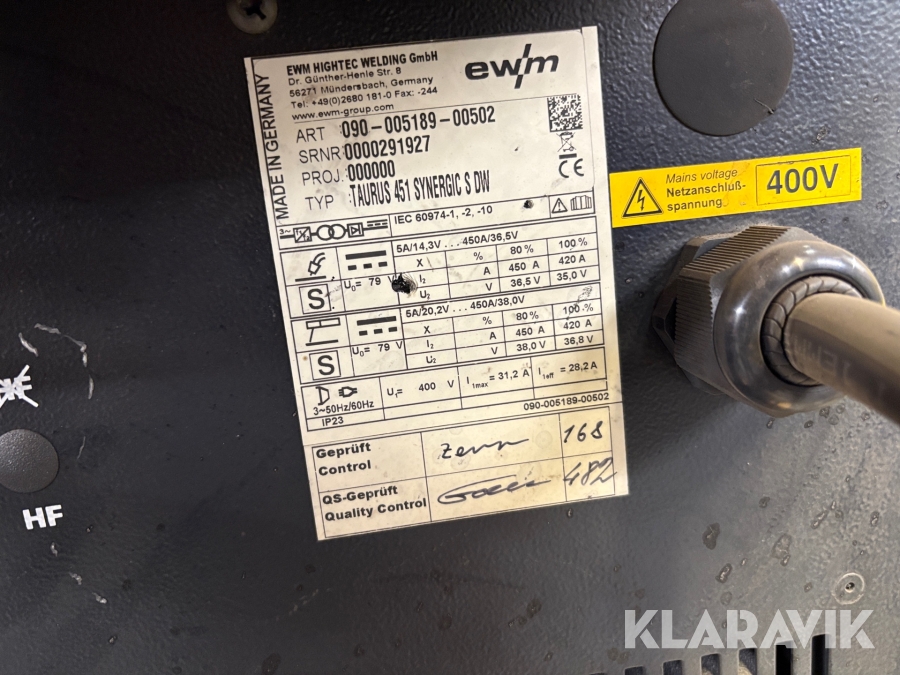 MADE IN GERMANY
EWM HIGHTEC WELDING GmbH
Dr. Günther-Henle Str. 8
56271 Mündersbach, Germany
Tel: +49(0)2680 181-0 Fax: -244
www.ewm-group.com
ewm
ART :090-005189-00502
SRNR:0000291927
PROJ.:000000
TYP :TAURUS 451 SYNERGIC S DW
CE
3~ IEC 60974-1, -2, -10
5A/14,3V ... 450A/36,5V
X % 80 % 100 %
I2 A 450 A 420 A
S U0= 79 V U2 V 36,5 V 35,0 V
5A/20,2V ... 450A/38,0V
X % 80 % 100 %
I2 A 450 A 420 A
S U0= 79 V U2 V 38,0 V 36,8 V
3~50Hz/60Hz U1= 400 V I1max = 31,2 A I1eff = 28,2 A
IP23 090-005189-00502
Geprüft
Control
168
QS-Geprüft
Quality Control
482
Mains voltage
Netzanschluß-
spannung
400V
HF
KLARAVIK